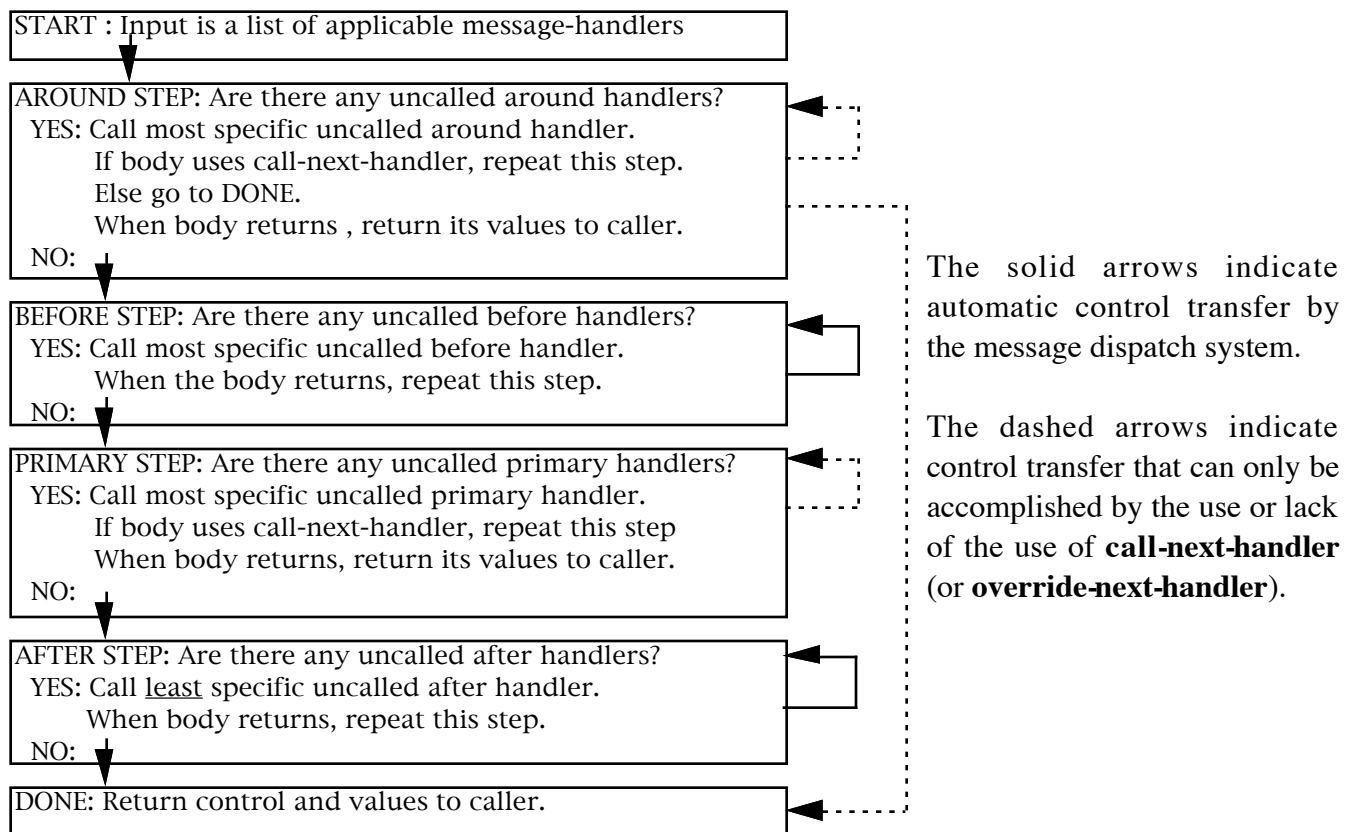 START : Input is a list of applicable message-handlers
AROUND STEP: Are there any uncalled around handlers?
YES: Call most specific uncalled around handler.
If body uses call-next-handler, repeat this step.
Else go to DONE.
When body returns , return its values to caller.
NO:
BEFORE STEP: Are there any uncalled before handlers?
YES: Call most specific uncalled before handler.
When the body returns, repeat this step.
NO:
PRIMARY STEP: Are there any uncalled primary handlers?
YES: Call most specific uncalled primary handler.
If body uses call-next-handler, repeat this step
When body returns, return its values to caller.
NO:
AFTER STEP: Are there any uncalled after handlers?
YES: Call least specific uncalled after handler.
When body returns, repeat this step.
NO:
DONE: Return control and values to caller.
The solid arrows indicate
automatic control transfer by
the message dispatch system.
The dashed arrows indicate
control transfer that can only be
accomplished by the use or lack
of the use of call-next-handler
(or override-next-handler).